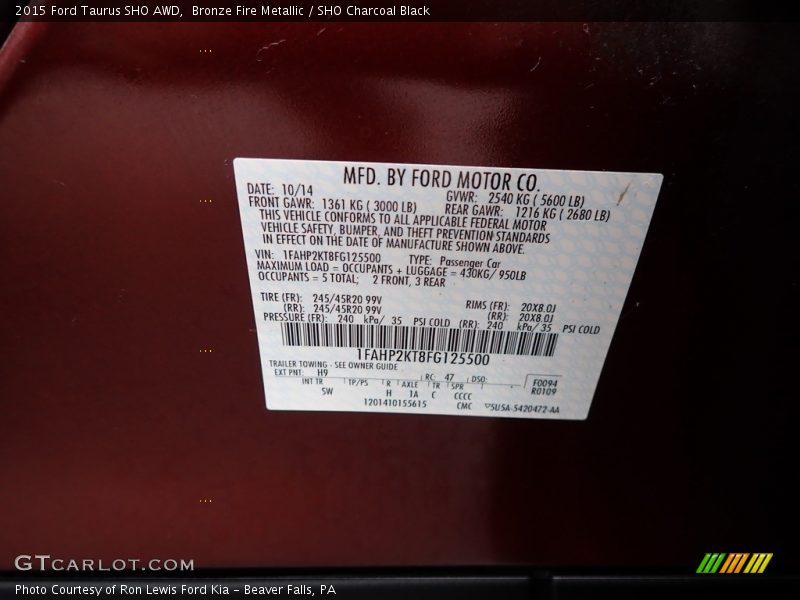 2015 Ford Taurus SHO AWD,  Bronze Fire Metallic / SHO Charcoal Black
MFD. BY FORD MOTOR CO.
DATE: 10/14 GVWR: 2540 KG ( 5600 LB)
FRONT GAWR: 1361 KG ( 3000 LB) REAR GAWR: 1216 KG ( 2680 LB)
THIS VEHICLE CONFORMS TO ALL APPLICABLE FEDERAL MOTOR
VEHICLE SAFETY, BUMPER, AND THEFT PREVENTION STANDARDS
IN EFFECT ON THE DATE OF MANUFACTURE SHOWN ABOVE.
VIN: 1FAHP2KT8FG125500 TYPE: Passenger Car
MAXIMUM LOAD = OCCUPANTS + LUGGAGE = 430KG/ 950LB
OCCUPANTS = 5 TOTAL; 2 FRONT, 3 REAR
TIRE (FR): 245/45R20 99V RIMS (FR): 20X8.0J
(RR): 245/45R20 99V (RR): 20X8.0J
PRESSURE (FR): 240 kPa/ 35 PSI COLD (RR): 240 kPa/ 35 PSI COLD
1FAHP2KT8FG125500
TRAILER TOWING - SEE OWNER GUIDE
EXT PNT: H9 RC: 47 DSO: F0094
INT TR TP/PS R AXLE TR SPR R0109
5W H 1A C CCCC
1201410155615 CMC ▽5U5A-5420472-AA
GTCARLOT.COM
Photo Courtesy of Ron Lewis Ford Kia - Beaver Falls, PA